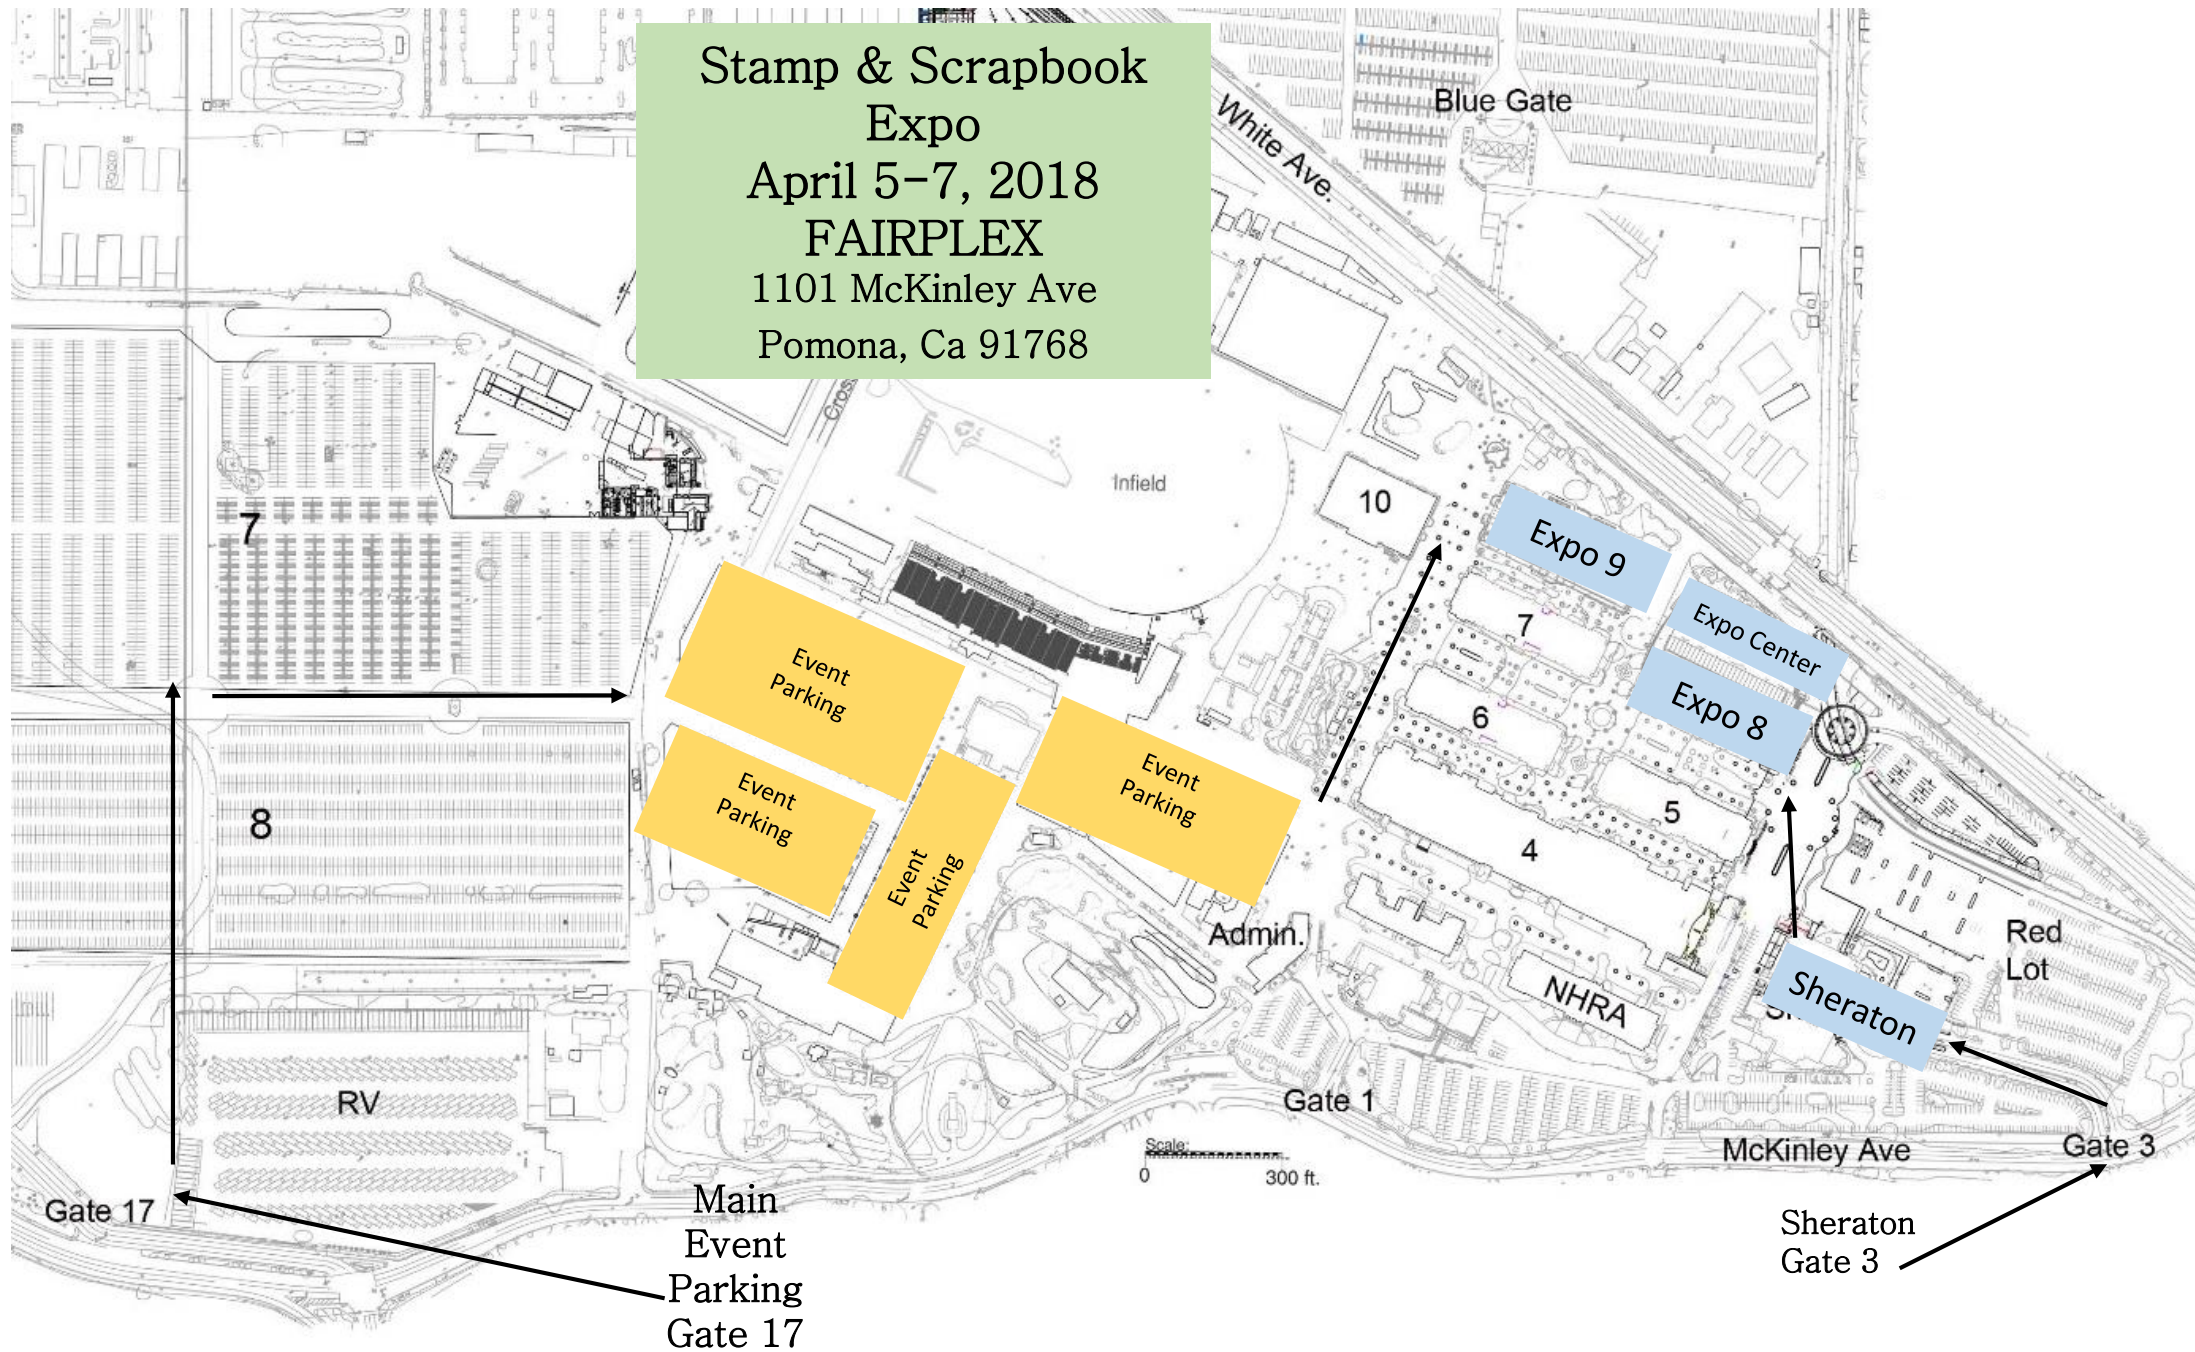 Stamp & Scrapbook
Expo
April 5-7, 2018
FAIRPLEX
1101 McKinley Ave
Pomona, Ca 91768
Blue Gate
White Ave.
Cross
Infield
10
Expo 9
7
7
Expo Center
Expo 8
6
Event
Parking
Event
Parking
Event
Parking
Event
Parking
8
5
4
Admin.
Red
Lot
NHRA
Sheraton
RV
Gate 1
Scale:
0
300 ft.
McKinley Ave
Gate 3
Gate 17
Main
Event
Parking
Gate 17
Sheraton
Gate 3